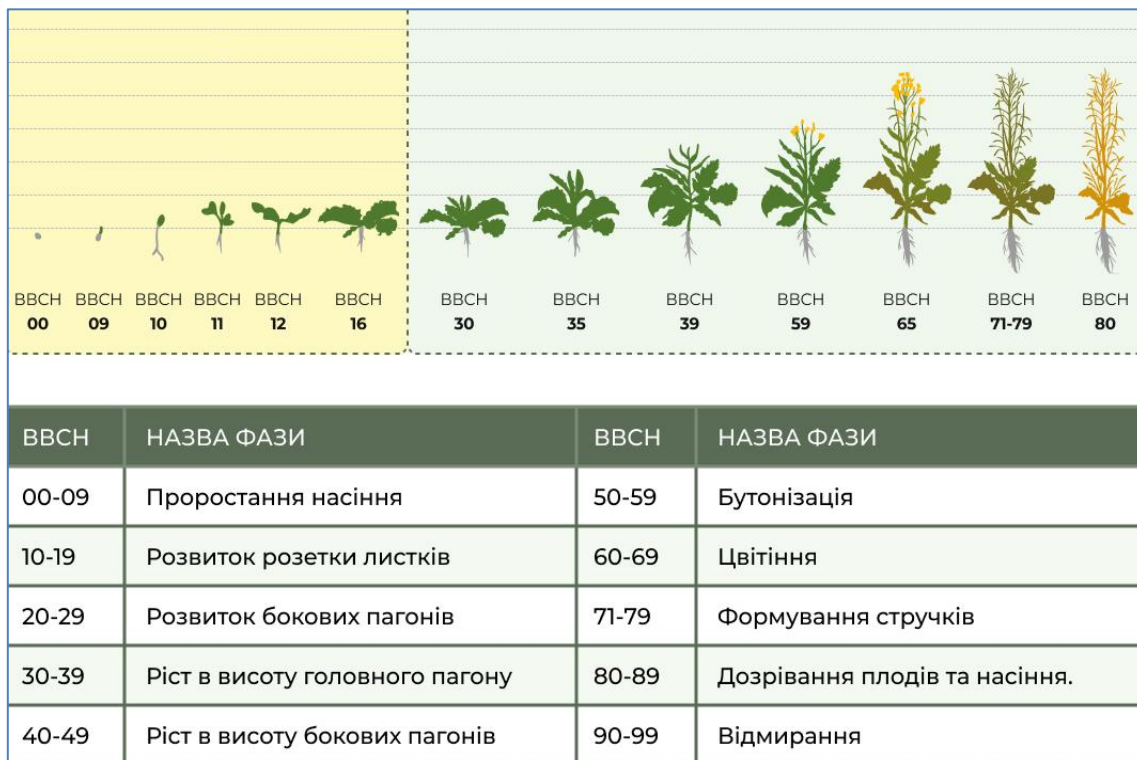 BBCH BBCH BBCH BBCH BBCH BBCH BBCH BBCH BBCH BBCH BBCH BBCH BBCH
00 09 10 11 12 16 30 35 39 59 65 71-79 80
ВВСН НАЗВА ФАЗИ ВВСН НАЗВА ФАЗИ
00-09 Проростання насіння 50-59 Бутонізація
10-19 Розвиток розетки листків 60-69 Цвітіння
20-29 Розвиток бокових пагонів 71-79 Формування стручків
30-39 Ріст в висоту головного пагону 80-89 Дозрівання плодів та насіння.
40-49 Ріст в висоту бокових пагонів 90-99 Відмирання